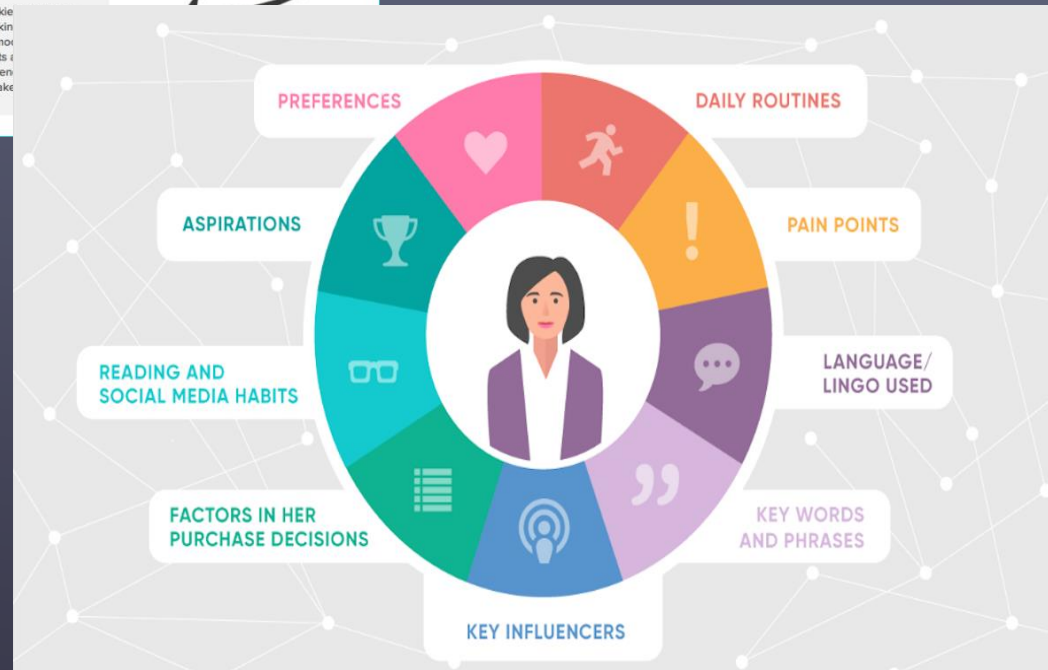 PREFERENCES
DAILY ROUTINES
ASPIRATIONS
PAIN POINTS
READING AND
SOCIAL MEDIA HABITS
LANGUAGE/
LINGO USED
FACTORS IN HER
PURCHASE DECISIONS
KEY WORDS
AND PHRASES
KEY INFLUENCERS